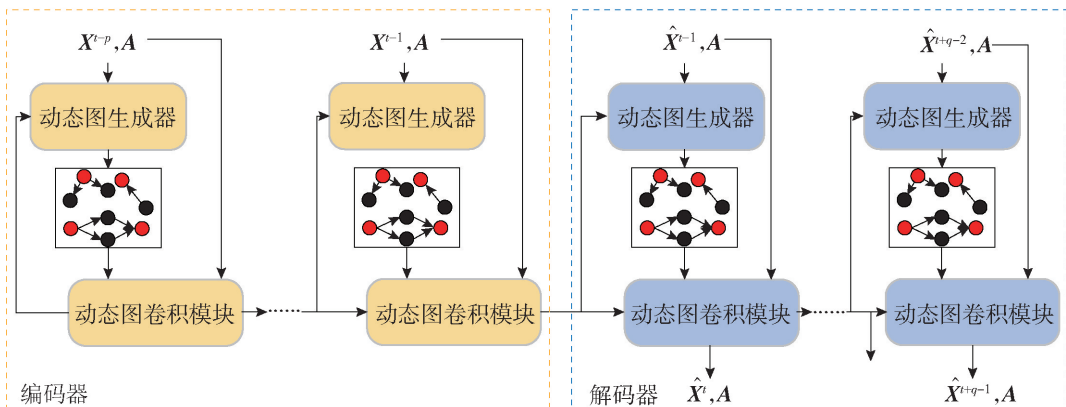 X^{t-p}, A
X^{t-1}, A
X̂^{t-1}, A
X̂^{t+q-2}, A
动态图生成器
动态图生成器
动态图生成器
动态图生成器
动态图卷积模块
……
动态图卷积模块
动态图卷积模块
……
动态图卷积模块
编码器
解码器
X̂^{t}, A
X̂^{t+q-1}, A